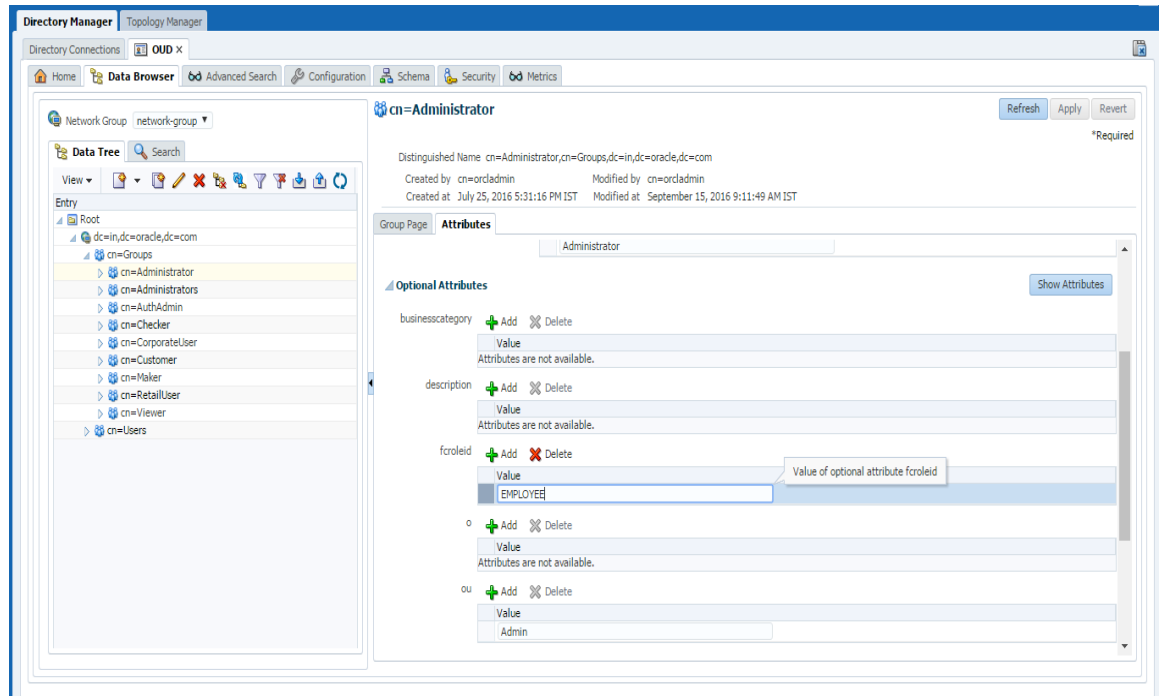 Directory Manager Topology Manager
Directory Connections OUD ×
Home Data Browser Advanced Search Configuration Schema Security Metrics
Network Group network-group
Data Tree Search
View
Entry
Root
dc=in,dc=oracle,dc=com
cn=Groups
cn=Administrator
cn=Administrators
cn=AuthAdmin
cn=Checker
cn=CorporateUser
cn=Customer
cn=Maker
cn=RetailUser
cn=Viewer
cn=Users
cn=Administrator
Refresh Apply Revert
*Required
Distinguished Name cn=Administrator,cn=Groups,dc=in,dc=oracle,dc=com
Created by cn=orcladmin Modified by cn=orcladmin
Created at July 25, 2016 5:31:16 PM IST Modified at September 15, 2016 9:11:49 AM IST
Group Page Attributes
Administrator
Optional Attributes Show Attributes
businesscategory Add Delete
Value
Attributes are not available.
description Add Delete
Value
Attributes are not available.
fcroleid Add Delete
Value
EMPLOYEE
Value of optional attribute fcroleid
o Add Delete
Value
Attributes are not available.
ou Add Delete
Value
Admin